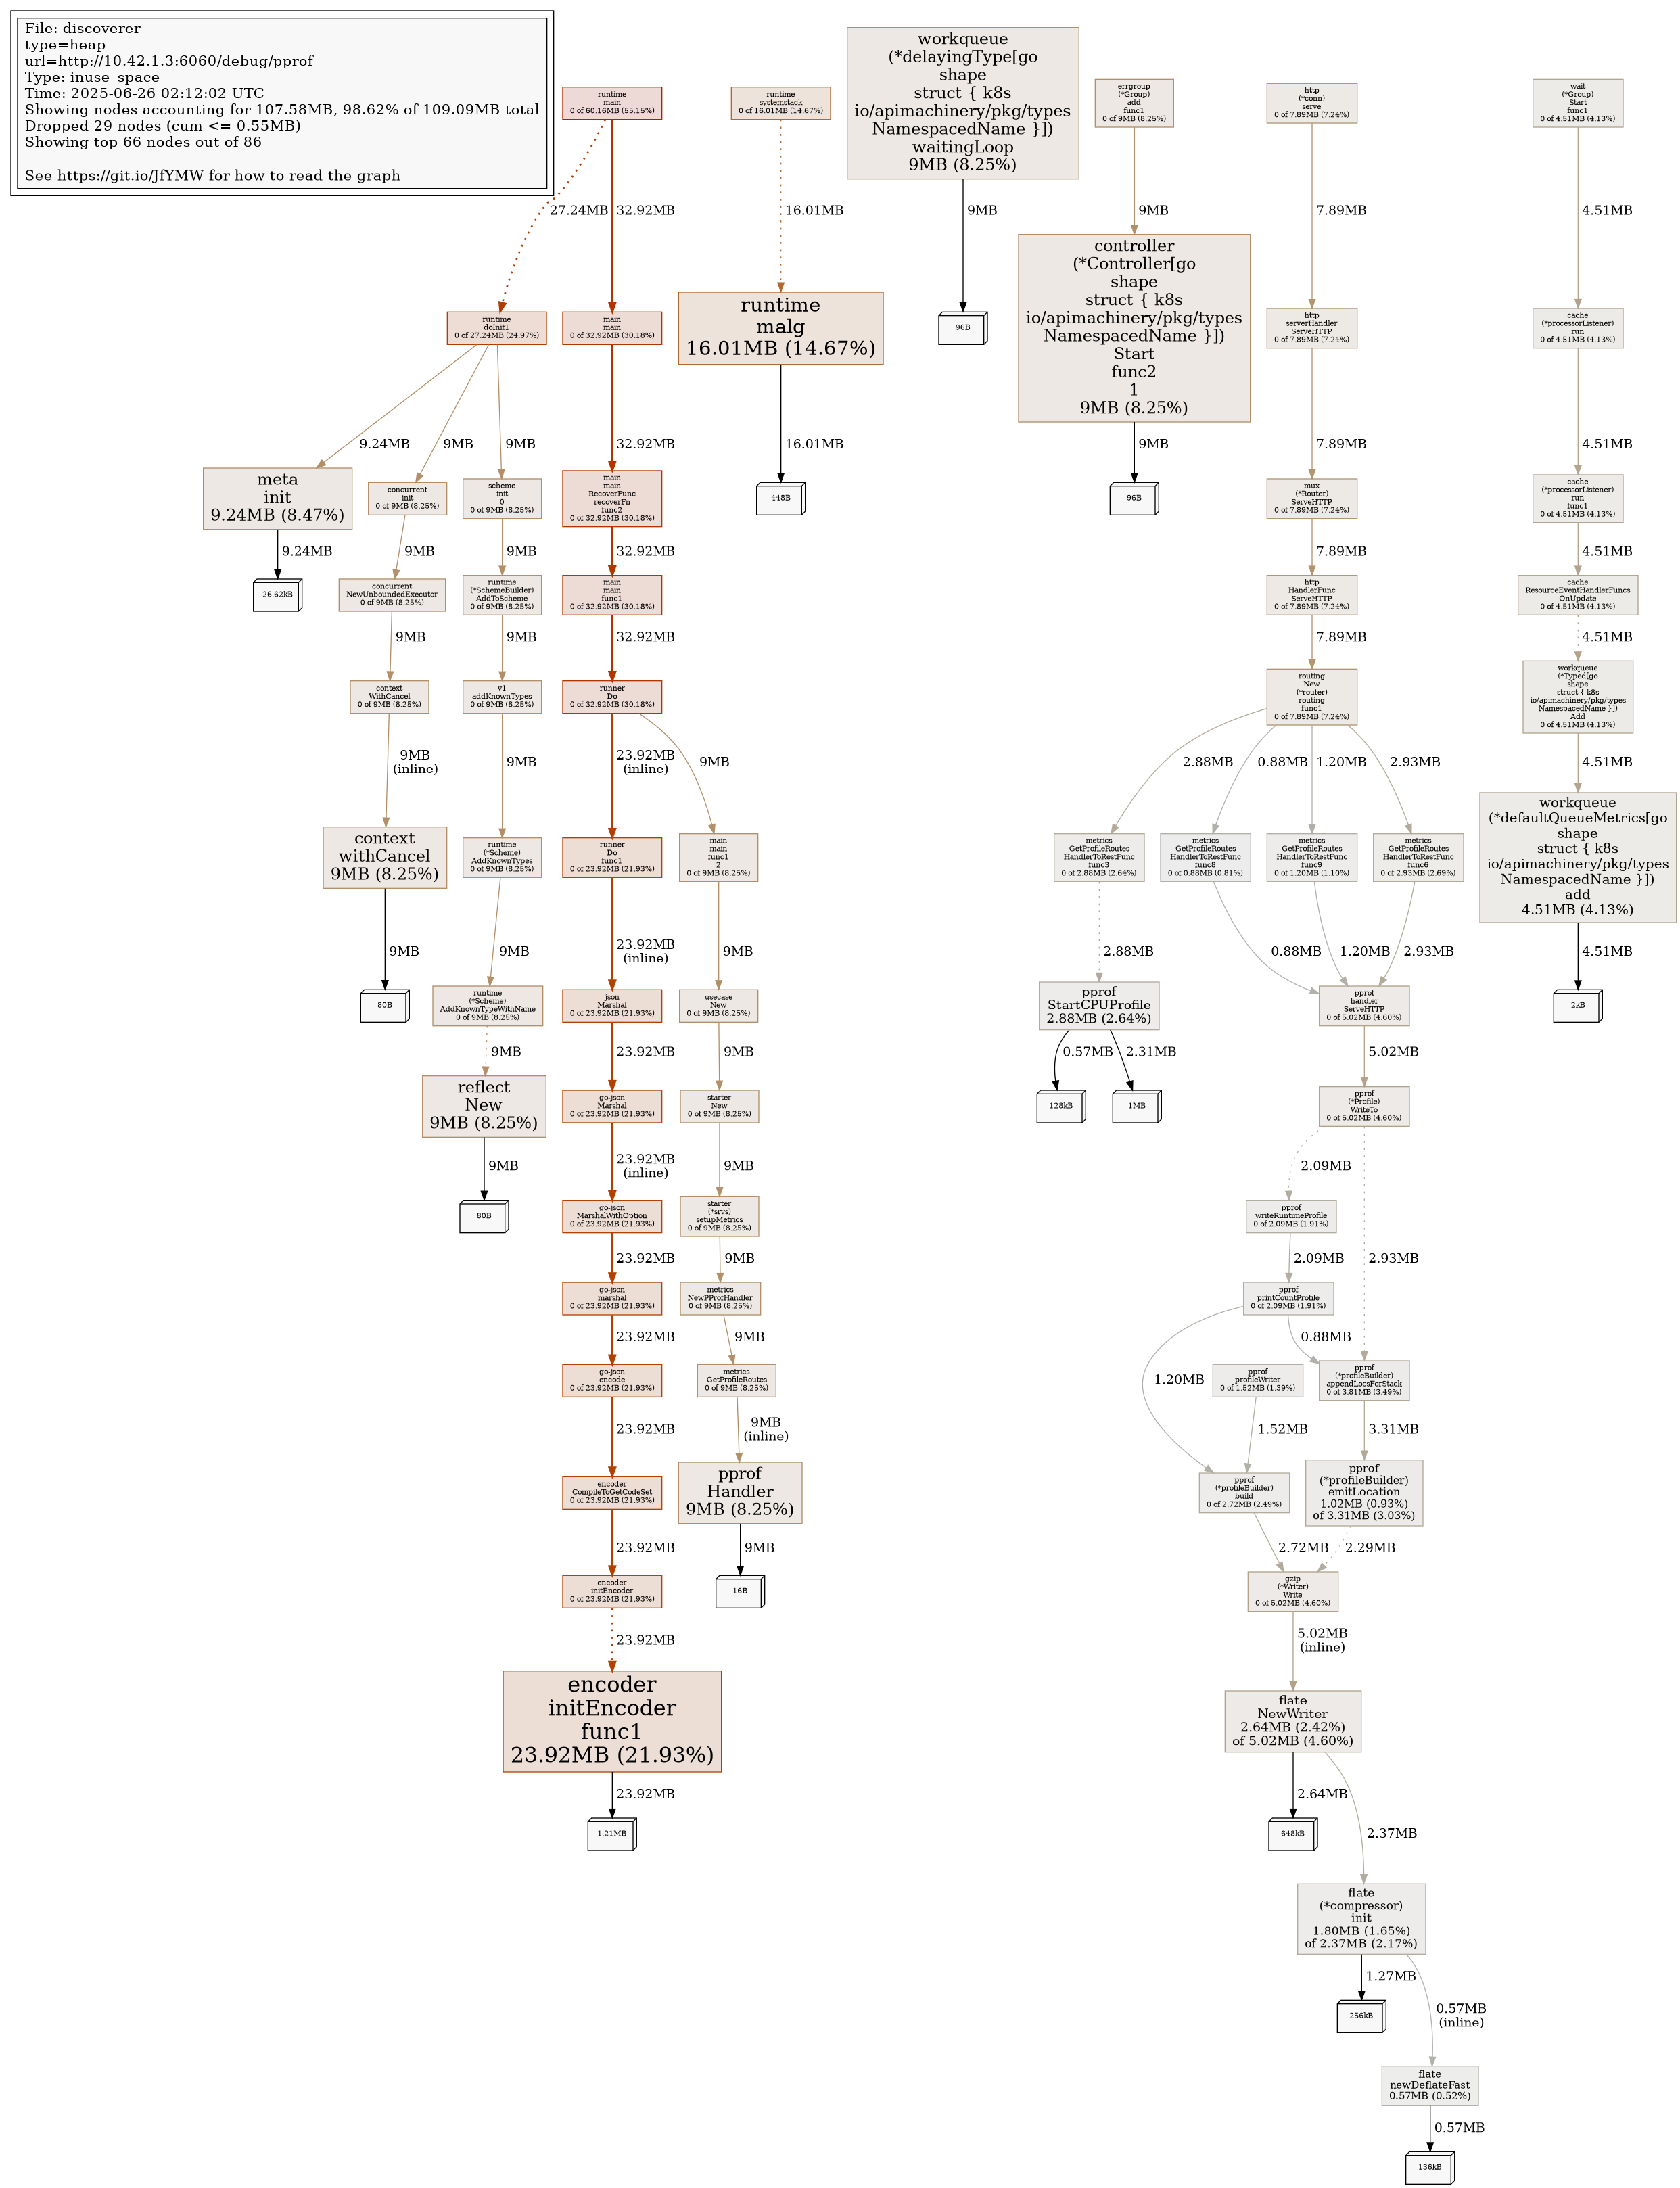 File: discoverer
type=heap
url=http://10.42.1.3:6060/debug/pprof
Type: inuse_space
Time: 2025-06-26 02:12:02 UTC
Showing nodes accounting for 107.58MB, 98.62% of 109.09MB total
Dropped 29 nodes (cum <= 0.55MB)
Showing top 66 nodes out of 86
See https://git.io/JfYMW for how to read the graph
runtime
main
0 of 60.16MB (55.15%)
runtime
systemstack
0 of 16.01MB (14.67%)
workqueue
(*delayingType[go
shape
struct { k8s
io/apimachinery/pkg/types
NamespacedName }])
waitingLoop
9MB (8.25%)
errgroup
(*Group)
add
func1
0 of 9MB (8.25%)
http
(*conn)
serve
0 of 7.89MB (7.24%)
wait
(*Group)
Start
func1
0 of 4.51MB (4.13%)
27.24MB
32.92MB
16.01MB
9MB
9MB
7.89MB
4.51MB
runtime
doInit1
0 of 27.24MB (24.97%)
main
main
0 of 32.92MB (30.18%)
runtime
malg
16.01MB (14.67%)
96B
controller
(*Controller[go
shape
struct { k8s
io/apimachinery/pkg/types
NamespacedName }])
Start
func2
1
9MB (8.25%)
http
serverHandler
ServeHTTP
0 of 7.89MB (7.24%)
cache
(*processorListener)
run
0 of 4.51MB (4.13%)
9.24MB
9MB
9MB
32.92MB
16.01MB
9MB
7.89MB
4.51MB
meta
init
9.24MB (8.47%)
concurrent
init
0 of 9MB (8.25%)
scheme
init
0
0 of 9MB (8.25%)
main
main
RecoverFunc
recoverFn
func2
0 of 32.92MB (30.18%)
448B
96B
mux
(*Router)
ServeHTTP
0 of 7.89MB (7.24%)
cache
(*processorListener)
run
func1
0 of 4.51MB (4.13%)
9.24MB
9MB
9MB
32.92MB
7.89MB
4.51MB
26.62kB
concurrent
NewUnboundedExecutor
0 of 9MB (8.25%)
runtime
(*SchemeBuilder)
AddToScheme
0 of 9MB (8.25%)
main
main
func1
0 of 32.92MB (30.18%)
http
HandlerFunc
ServeHTTP
0 of 7.89MB (7.24%)
cache
ResourceEventHandlerFuncs
OnUpdate
0 of 4.51MB (4.13%)
9MB
9MB
32.92MB
7.89MB
4.51MB
context
WithCancel
0 of 9MB (8.25%)
v1
addKnownTypes
0 of 9MB (8.25%)
runner
Do
0 of 32.92MB (30.18%)
routing
New
(*router)
routing
func1
0 of 7.89MB (7.24%)
workqueue
(*Typed[go
shape
struct { k8s
io/apimachinery/pkg/types
NamespacedName }])
Add
0 of 4.51MB (4.13%)
9MB
(inline)
9MB
23.92MB
(inline)
9MB
2.88MB
0.88MB
1.20MB
2.93MB
4.51MB
context
withCancel
9MB (8.25%)
runtime
(*Scheme)
AddKnownTypes
0 of 9MB (8.25%)
runner
Do
func1
0 of 23.92MB (21.93%)
main
main
func1
2
0 of 9MB (8.25%)
metrics
GetProfileRoutes
HandlerToRestFunc
func3
0 of 2.88MB (2.64%)
metrics
GetProfileRoutes
HandlerToRestFunc
func8
0 of 0.88MB (0.81%)
metrics
GetProfileRoutes
HandlerToRestFunc
func9
0 of 1.20MB (1.10%)
metrics
GetProfileRoutes
HandlerToRestFunc
func6
0 of 2.93MB (2.69%)
workqueue
(*defaultQueueMetrics[go
shape
struct { k8s
io/apimachinery/pkg/types
NamespacedName }])
add
4.51MB (4.13%)
9MB
9MB
23.92MB
(inline)
9MB
2.88MB
0.88MB
1.20MB
2.93MB
4.51MB
80B
runtime
(*Scheme)
AddKnownTypeWithName
0 of 9MB (8.25%)
json
Marshal
0 of 23.92MB (21.93%)
usecase
New
0 of 9MB (8.25%)
pprof
StartCPUProfile
2.88MB (2.64%)
pprof
handler
ServeHTTP
0 of 5.02MB (4.60%)
2kB
9MB
23.92MB
9MB
0.57MB
2.31MB
5.02MB
reflect
New
9MB (8.25%)
go-json
Marshal
0 of 23.92MB (21.93%)
starter
New
0 of 9MB (8.25%)
128kB
1MB
pprof
(*Profile)
WriteTo
0 of 5.02MB (4.60%)
9MB
23.92MB
(inline)
9MB
2.09MB
80B
go-json
MarshalWithOption
0 of 23.92MB (21.93%)
starter
(*srvs)
setupMetrics
0 of 9MB (8.25%)
pprof
writeRuntimeProfile
0 of 2.09MB (1.91%)
23.92MB
9MB
2.09MB
2.93MB
go-json
marshal
0 of 23.92MB (21.93%)
metrics
NewPProfHandler
0 of 9MB (8.25%)
pprof
printCountProfile
0 of 2.09MB (1.91%)
23.92MB
9MB
0.88MB
go-json
encode
0 of 23.92MB (21.93%)
metrics
GetProfileRoutes
0 of 9MB (8.25%)
1.20MB
pprof
profileWriter
0 of 1.52MB (1.39%)
pprof
(*profileBuilder)
appendLocsForStack
0 of 3.81MB (3.49%)
23.92MB
9MB
(inline)
1.52MB
3.31MB
encoder
CompileToGetCodeSet
0 of 23.92MB (21.93%)
pprof
Handler
9MB (8.25%)
pprof
(*profileBuilder)
build
0 of 2.72MB (2.49%)
pprof
(*profileBuilder)
emitLocation
1.02MB (0.93%)
of 3.31MB (3.03%)
23.92MB
9MB
2.72MB
2.29MB
encoder
initEncoder
0 of 23.92MB (21.93%)
16B
gzip
(*Writer)
Write
0 of 5.02MB (4.60%)
23.92MB
5.02MB
(inline)
encoder
initEncoder
func1
23.92MB (21.93%)
flate
NewWriter
2.64MB (2.42%)
of 5.02MB (4.60%)
23.92MB
2.64MB
2.37MB
1.21MB
648kB
flate
(*compressor)
init
1.80MB (1.65%)
of 2.37MB (2.17%)
1.27MB
0.57MB
(inline)
256kB
flate
newDeflateFast
0.57MB (0.52%)
0.57MB
136kB